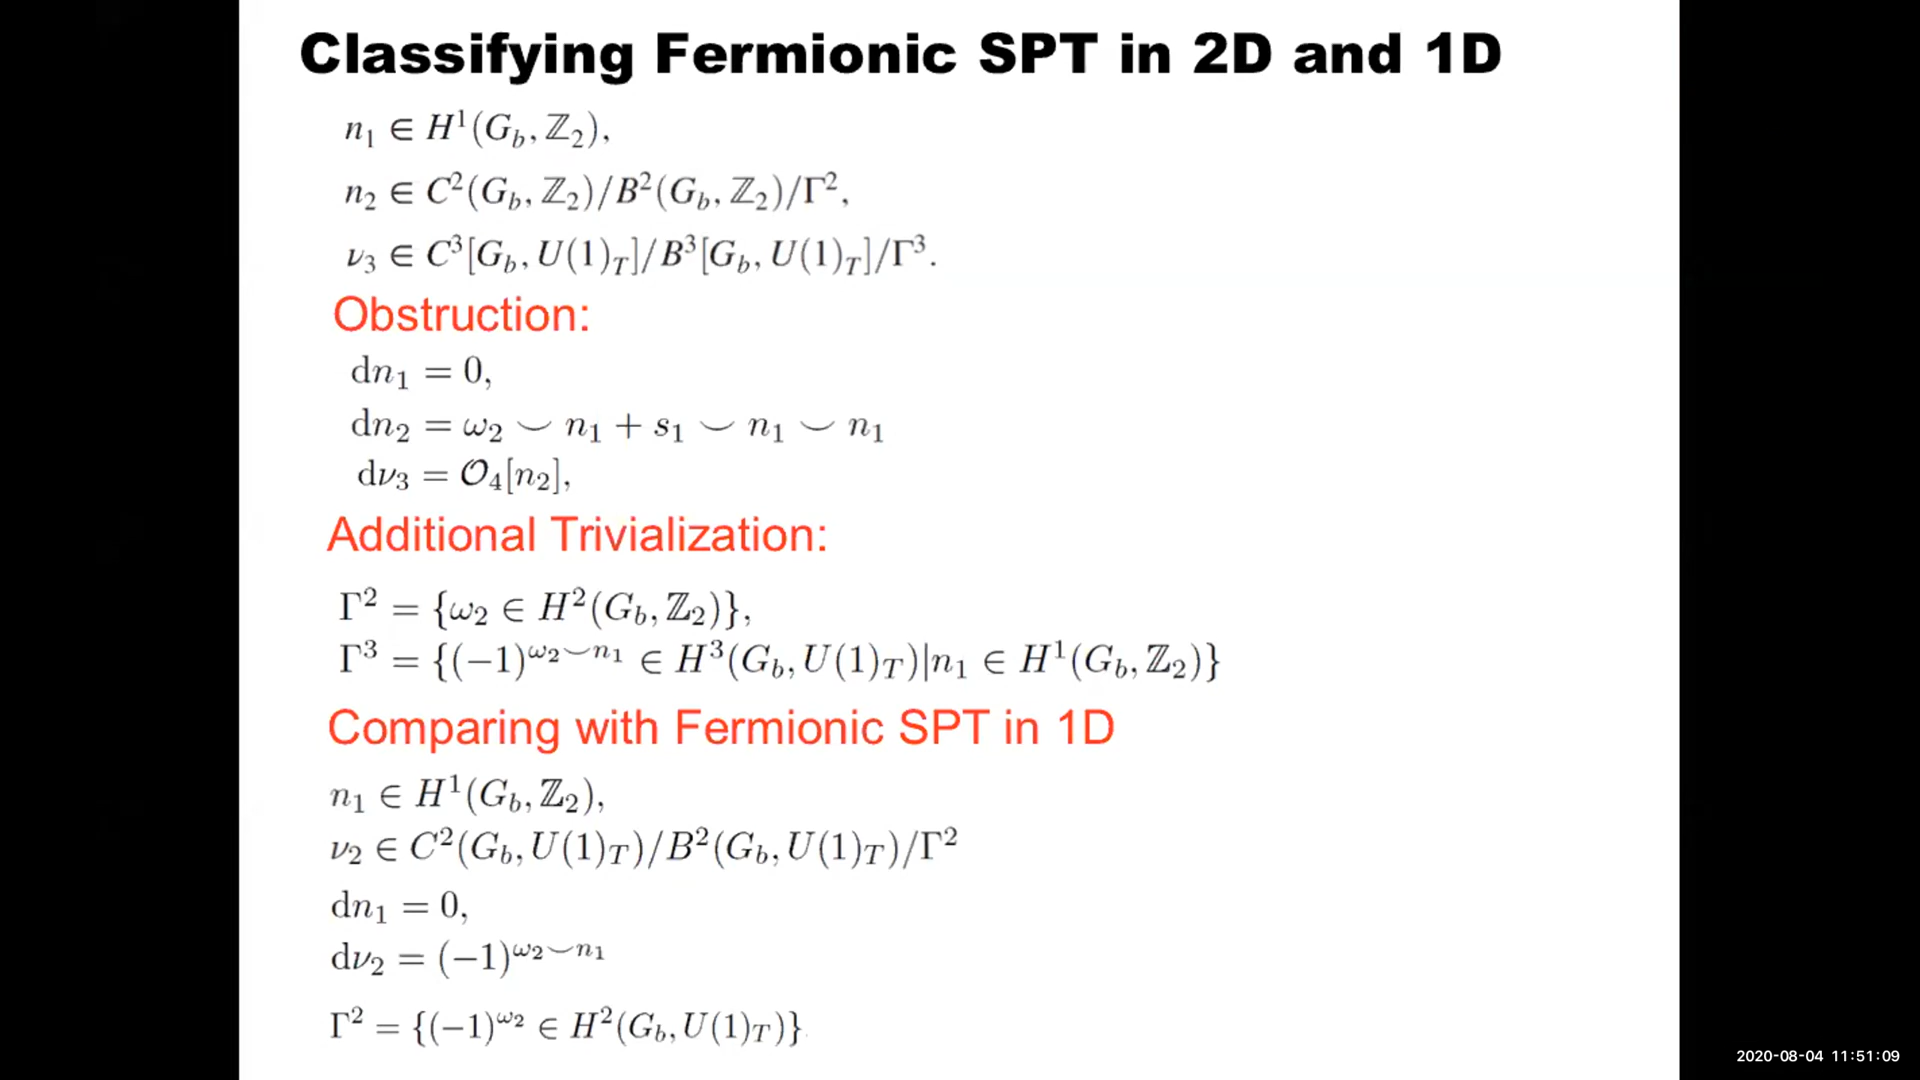 Classifying Fermionic SPT in 2D and 1D
n₁ ∈ H¹(G_b, ℤ₂),
n₂ ∈ C²(G_b, ℤ₂)/B²(G_b, ℤ₂)/Γ²,
ν₃ ∈ C³[G_b, U(1)_T]/B³[G_b, U(1)_T]/Γ³.
Obstruction:
dn₁ = 0,
dn₂ = ω₂ ⌣ n₁ + s₁ ⌣ n₁ ⌣ n₁
dν₃ = 𝒪₄[n₂],
Additional Trivialization:
Γ² = {ω₂ ∈ H²(G_b, ℤ₂)},
Γ³ = {(−1)^{ω₂⌣n₁} ∈ H³(G_b, U(1)_T)|n₁ ∈ H¹(G_b, ℤ₂)}
Comparing with Fermionic SPT in 1D
n₁ ∈ H¹(G_b, ℤ₂),
ν₂ ∈ C²(G_b, U(1)_T)/B²(G_b, U(1)_T)/Γ²
dn₁ = 0,
dν₂ = (−1)^{ω₂⌣n₁}
Γ² = {(−1)^{ω₂} ∈ H²(G_b, U(1)_T)}
2020-08-04 11:51:09